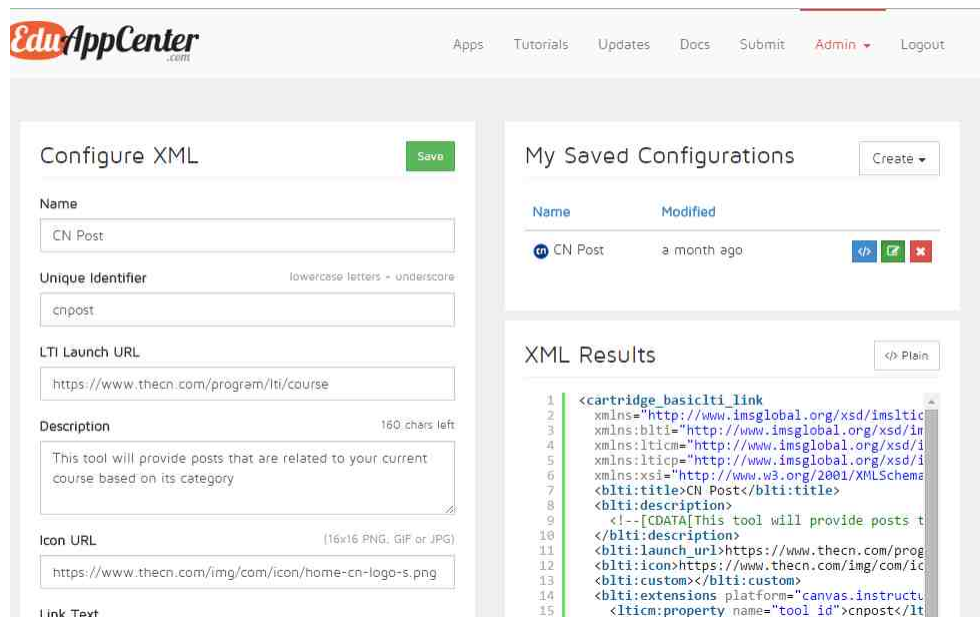 EduAppCenter
.com
Apps Tutorials Updates Docs Submit Admin Logout
Configure XML
Save
Name
CN Post
Unique Identifier
lowercase letters - underscore
cnpost
LTI Launch URL
https://www.thecn.com/program/lti/course
Description
160 chars left
This tool will provide posts that are related to your current
course based on its category
Icon URL
(16x16 PNG, GIF or JPG)
https://www.thecn.com/img/com/icon/home-cn-logo-s.png
Link Text
My Saved Configurations
Create
Name Modified
cn CN Post a month ago </>
XML Results
</> Plain
1 <cartridge_basiclti_link
2 xmlns="http://www.imsglobal.org/xsd/imsltic
3 xmlns:blti="http://www.imsglobal.org/xsd/im
4 xmlns:lticm="http://www.imsglobal.org/xsd/i
5 xmlns:lticp="http://www.imsglobal.org/xsd/i
6 xmlns:xsi="http://www.w3.org/2001/XMLSchema
7 <blti:title>CN Post</blti:title>
8 <blti:description>
9 <!--[CDATA[This tool will provide posts t
10 </blti:description>
11 <blti:launch_url>https://www.thecn.com/prog
12 <blti:icon>https://www.thecn.com/img/com/ic
13 <blti:custom></blti:custom>
14 <blti:extensions platform="canvas.instructu
15 <lticm:property name="tool_id">cnpost</lt